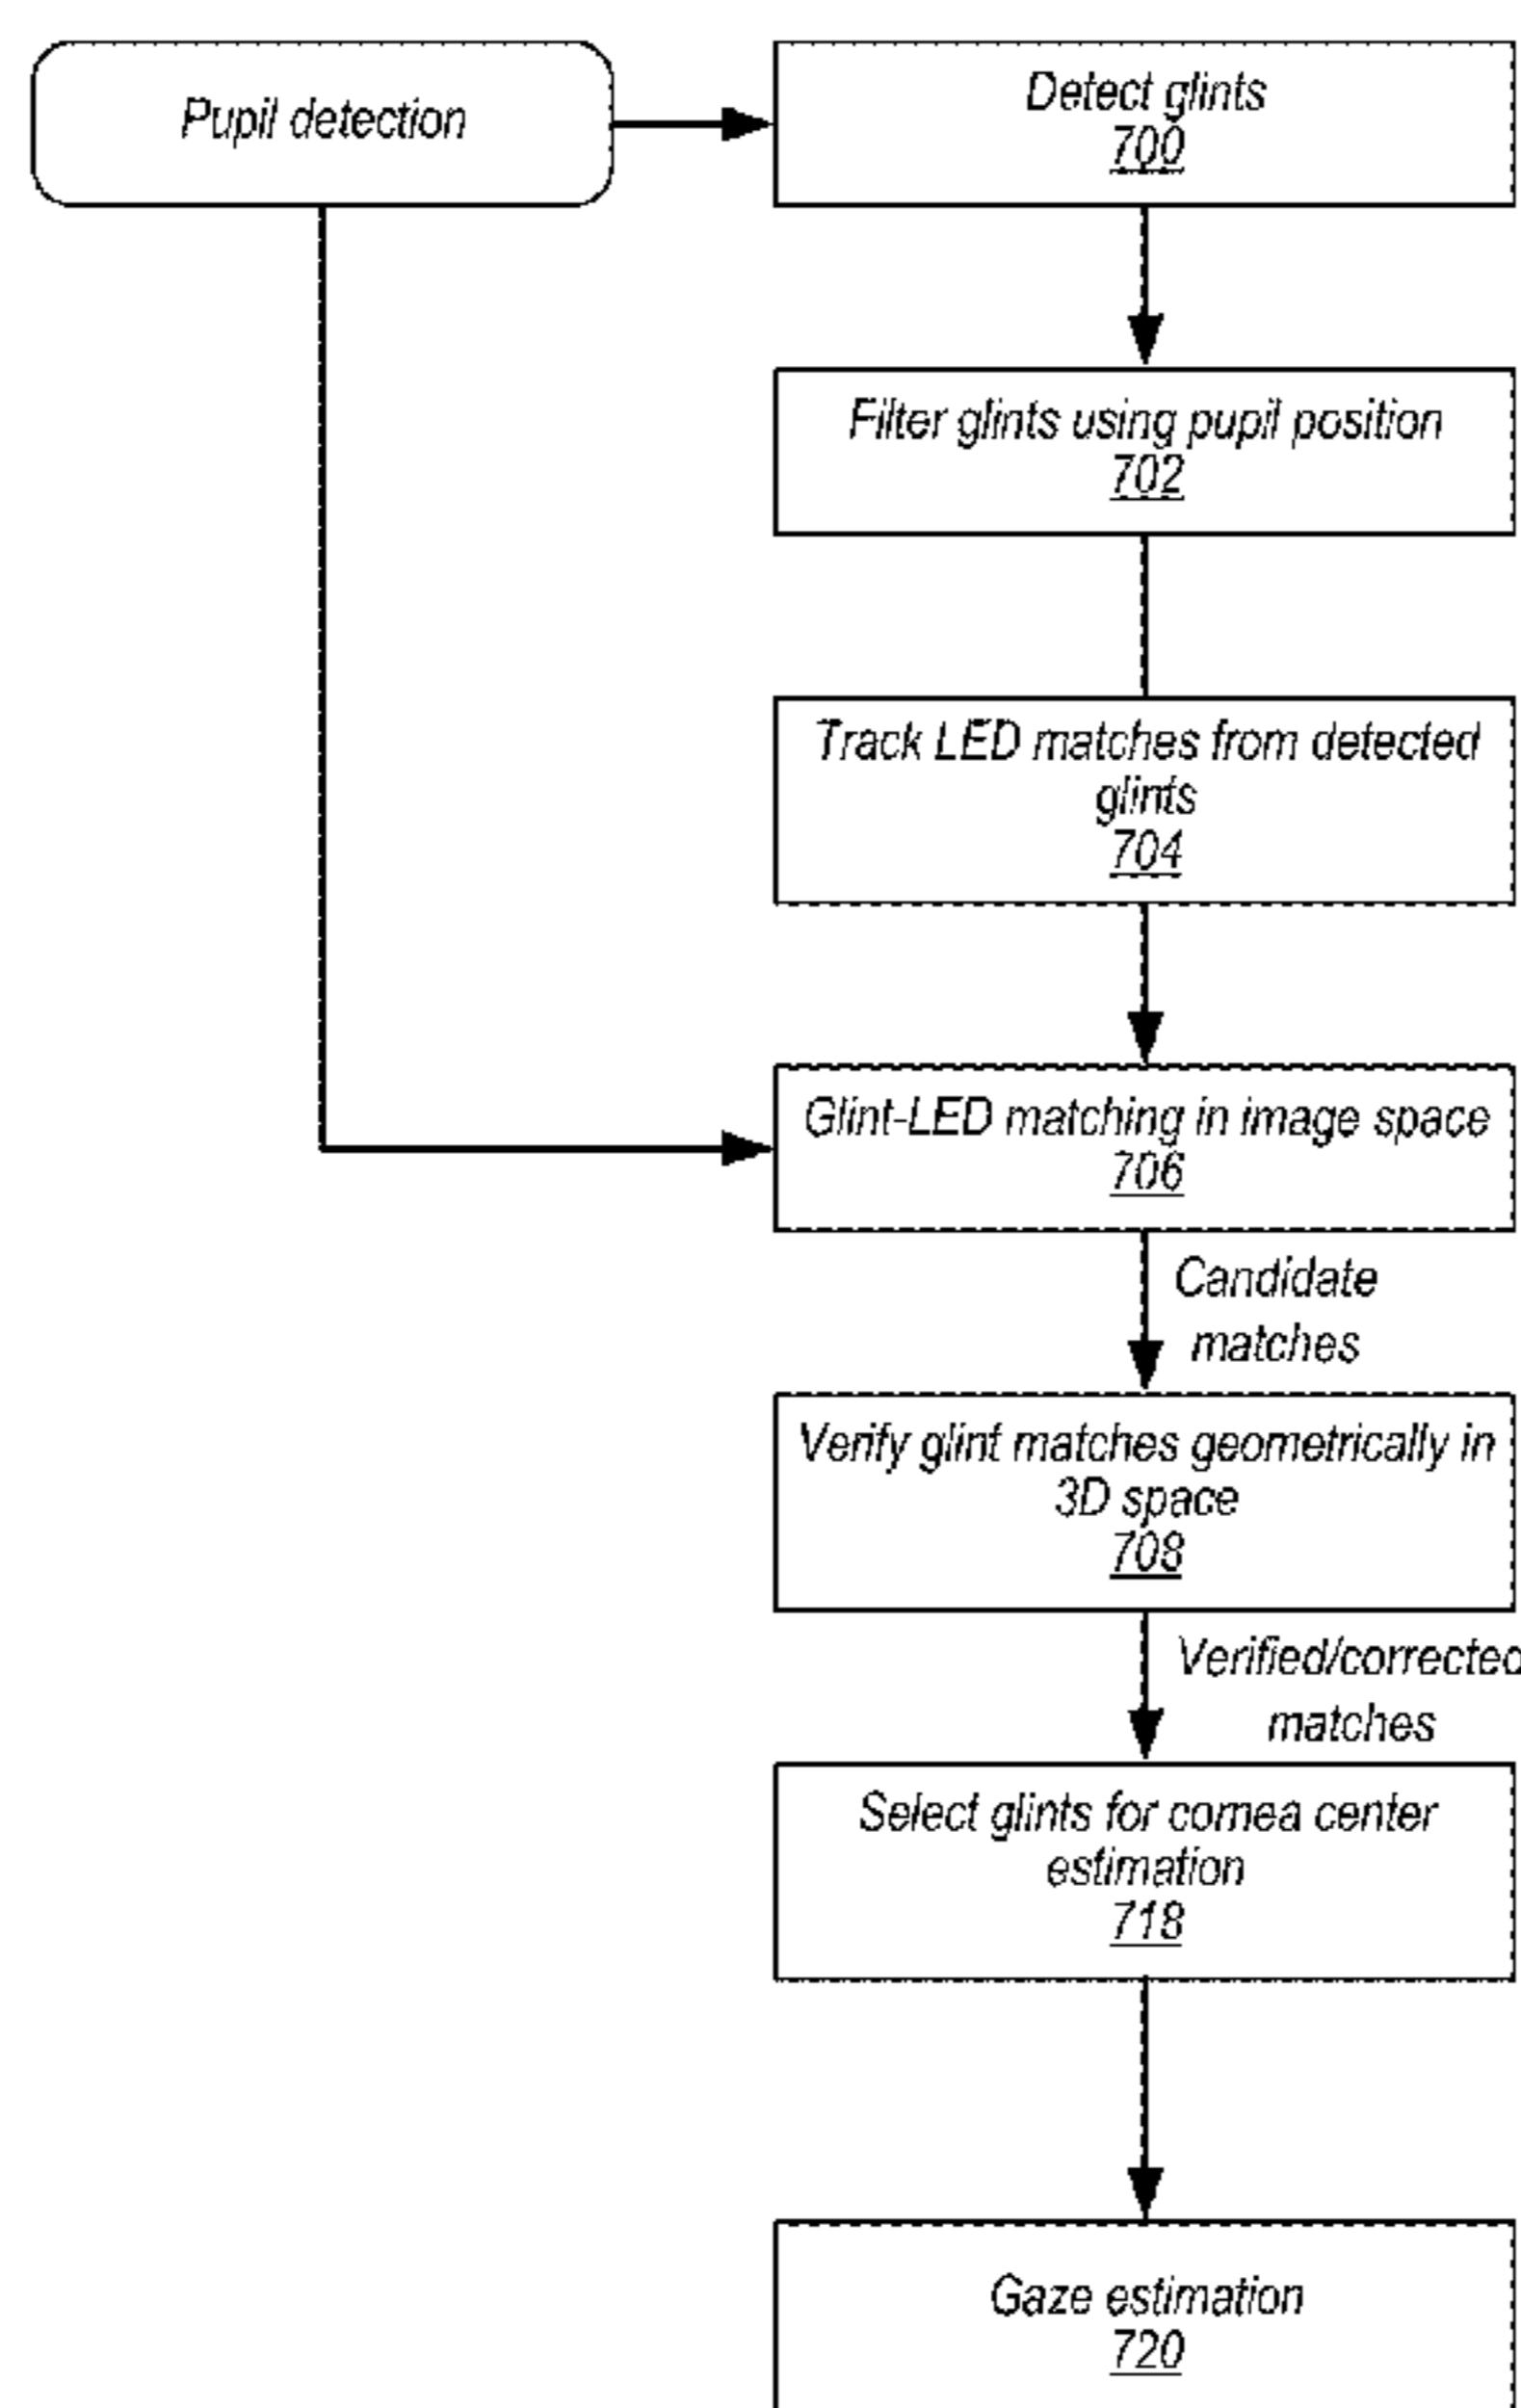 Pupil detection
Detect glints
700
Filter glints using pupil position
702
Track LED matches from detected
glints
704
Glint-LED matching in image space
706
Candidate
matches
Verify glint matches geometrically in
3D space
708
Verified/corrected
matches
Select glints for cornea center
estimation
718
Gaze estimation
720